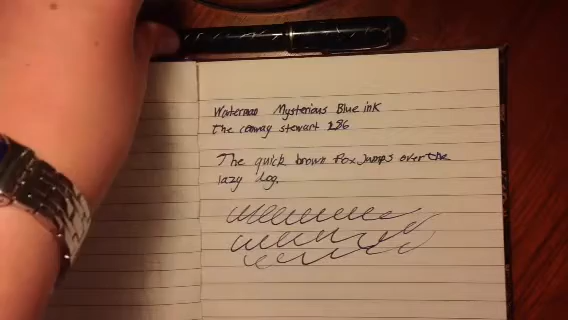 Waterman Mysterious Blue ink
the conway stewart 286
The quick brown Fox Jumps over the
lazy dog.